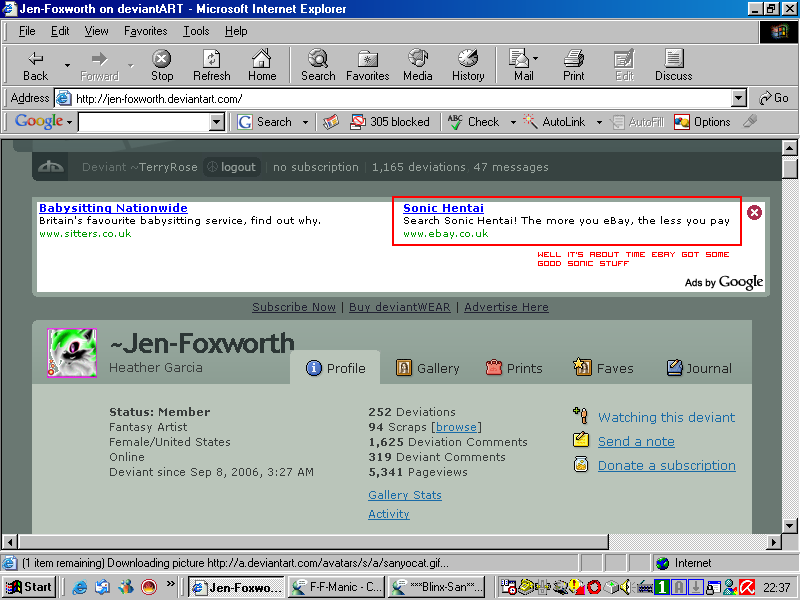 Jen-Foxworth on deviantART - Microsoft Internet Explorer
File Edit View Favorites Tools Help
Back Forward Stop Refresh Home Search Favorites Media History Mail Print Edit Discuss
Address http://jen-foxworth.deviantart.com/ Go
Google Search 305 blocked ABC Check AutoLink AutoFill Options
Deviant ~TerryRose logout no subscription 1,165 deviations 47 messages
Babysitting Nationwide
Britain's favourite babysitting service, find out why.
www.sitters.co.uk
Sonic Hentai
Search Sonic Hentai! The more you eBay, the less you pay
www.ebay.co.uk
WELL IT'S ABOUT TIME EBAY GOT SOME
GOOD SONIC STUFF
Ads by Google
Subscribe Now | Buy deviantWEAR | Advertise Here
~Jen-Foxworth
Heather Garcia
Profile Gallery Prints Faves Journal
Status: Member
Fantasy Artist
Female/United States
Online
Deviant since Sep 8, 2006, 3:27 AM
252 Deviations
94 Scraps [browse]
1,625 Deviation Comments
319 Deviant Comments
5,341 Pageviews
Gallery Stats
Activity
Watching this deviant
Send a note
Donate a subscription
(1 item remaining) Downloading picture http://a.deviantart.com/avatars/s/a/sanyocat.gif... Internet
Start Jen-Foxwo... F-F-Manic - C... ***Blinx-San**... 22:37